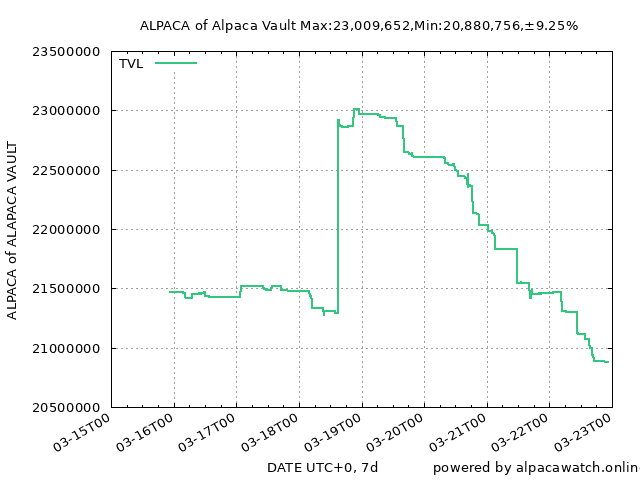 ALPACA of Alpaca Vault Max:23,009,652,Min:20,880,756,±9.25%
TVL
ALPACA of ALAPACA VAULT
23500000
23000000
22500000
22000000
21500000
21000000
20500000
03-15T00
03-16T00
03-17T00
03-18T00
03-19T00
03-20T00
03-21T00
03-22T00
03-23T00
DATE UTC+0, 7d
powered by alpacawatch.onlin